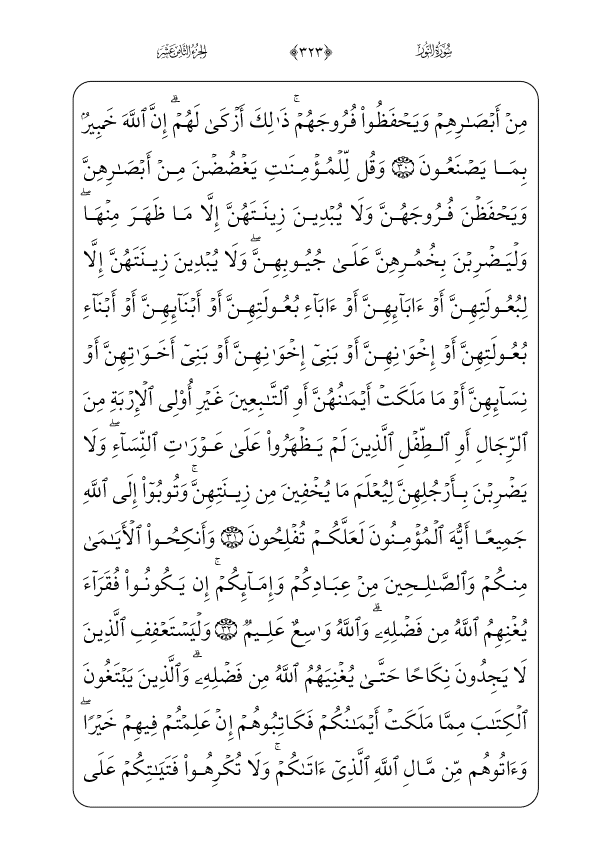 سُورَةُ النُّورِ ﴿٣٢٣﴾ الجُزْءُ الثَّامِنَ عَشَرَ
مِنْ أَبْصَٰرِهِمْ وَيَحْفَظُوا۟ فُرُوجَهُمْ ۚ ذَٰلِكَ أَزْكَىٰ لَهُمْ ۗ إِنَّ ٱللَّهَ خَبِيرٌۢ
بِمَا يَصْنَعُونَ ٣٠ وَقُل لِّلْمُؤْمِنَٰتِ يَغْضُضْنَ مِنْ أَبْصَٰرِهِنَّ
وَيَحْفَظْنَ فُرُوجَهُنَّ وَلَا يُبْدِينَ زِينَتَهُنَّ إِلَّا مَا ظَهَرَ مِنْهَا ۖ
وَلْيَضْرِبْنَ بِخُمُرِهِنَّ عَلَىٰ جُيُوبِهِنَّ ۖ وَلَا يُبْدِينَ زِينَتَهُنَّ إِلَّا
لِبُعُولَتِهِنَّ أَوْ ءَابَآئِهِنَّ أَوْ ءَابَآءِ بُعُولَتِهِنَّ أَوْ أَبْنَآئِهِنَّ أَوْ أَبْنَآءِ
بُعُولَتِهِنَّ أَوْ إِخْوَٰنِهِنَّ أَوْ بَنِىٓ إِخْوَٰنِهِنَّ أَوْ بَنِىٓ أَخَوَٰتِهِنَّ أَوْ
نِسَآئِهِنَّ أَوْ مَا مَلَكَتْ أَيْمَٰنُهُنَّ أَوِ ٱلتَّٰبِعِينَ غَيْرِ أُو۟لِى ٱلْإِرْبَةِ مِنَ
ٱلرِّجَالِ أَوِ ٱلطِّفْلِ ٱلَّذِينَ لَمْ يَظْهَرُوا۟ عَلَىٰ عَوْرَٰتِ ٱلنِّسَآءِ ۖ وَلَا
يَضْرِبْنَ بِأَرْجُلِهِنَّ لِيُعْلَمَ مَا يُخْفِينَ مِن زِينَتِهِنَّ ۚ وَتُوبُوٓا۟ إِلَى ٱللَّهِ
جَمِيعًا أَيُّهَ ٱلْمُؤْمِنُونَ لَعَلَّكُمْ تُفْلِحُونَ ٣١ وَأَنكِحُوا۟ ٱلْأَيَٰمَىٰ
مِنكُمْ وَٱلصَّٰلِحِينَ مِنْ عِبَادِكُمْ وَإِمَآئِكُمْ ۚ إِن يَكُونُوا۟ فُقَرَآءَ
يُغْنِهِمُ ٱللَّهُ مِن فَضْلِهِۦ ۗ وَٱللَّهُ وَٰسِعٌ عَلِيمٌ ٣٢ وَلْيَسْتَعْفِفِ ٱلَّذِينَ
لَا يَجِدُونَ نِكَاحًا حَتَّىٰ يُغْنِيَهُمُ ٱللَّهُ مِن فَضْلِهِۦ ۗ وَٱلَّذِينَ يَبْتَغُونَ
ٱلْكِتَٰبَ مِمَّا مَلَكَتْ أَيْمَٰنُكُمْ فَكَاتِبُوهُمْ إِنْ عَلِمْتُمْ فِيهِمْ خَيْرًا ۖ
وَءَاتُوهُم مِّن مَّالِ ٱللَّهِ ٱلَّذِىٓ ءَاتَىٰكُمْ ۚ وَلَا تُكْرِهُوا۟ فَتَيَٰتِكُمْ عَلَى